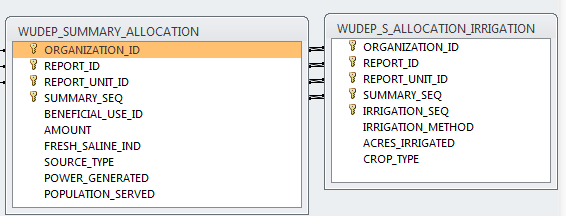 WUDEP_SUMMARY_ALLOCATION
ORGANIZATION_ID
REPORT_ID
REPORT_UNIT_ID
SUMMARY_SEQ
BENEFICIAL_USE_ID
AMOUNT
FRESH_SALINE_IND
SOURCE_TYPE
POWER_GENERATED
POPULATION_SERVED
WUDEP_S_ALLOCATION_IRRIGATION
ORGANIZATION_ID
REPORT_ID
REPORT_UNIT_ID
SUMMARY_SEQ
IRRIGATION_SEQ
IRRIGATION_METHOD
ACRES_IRRIGATED
CROP_TYPE